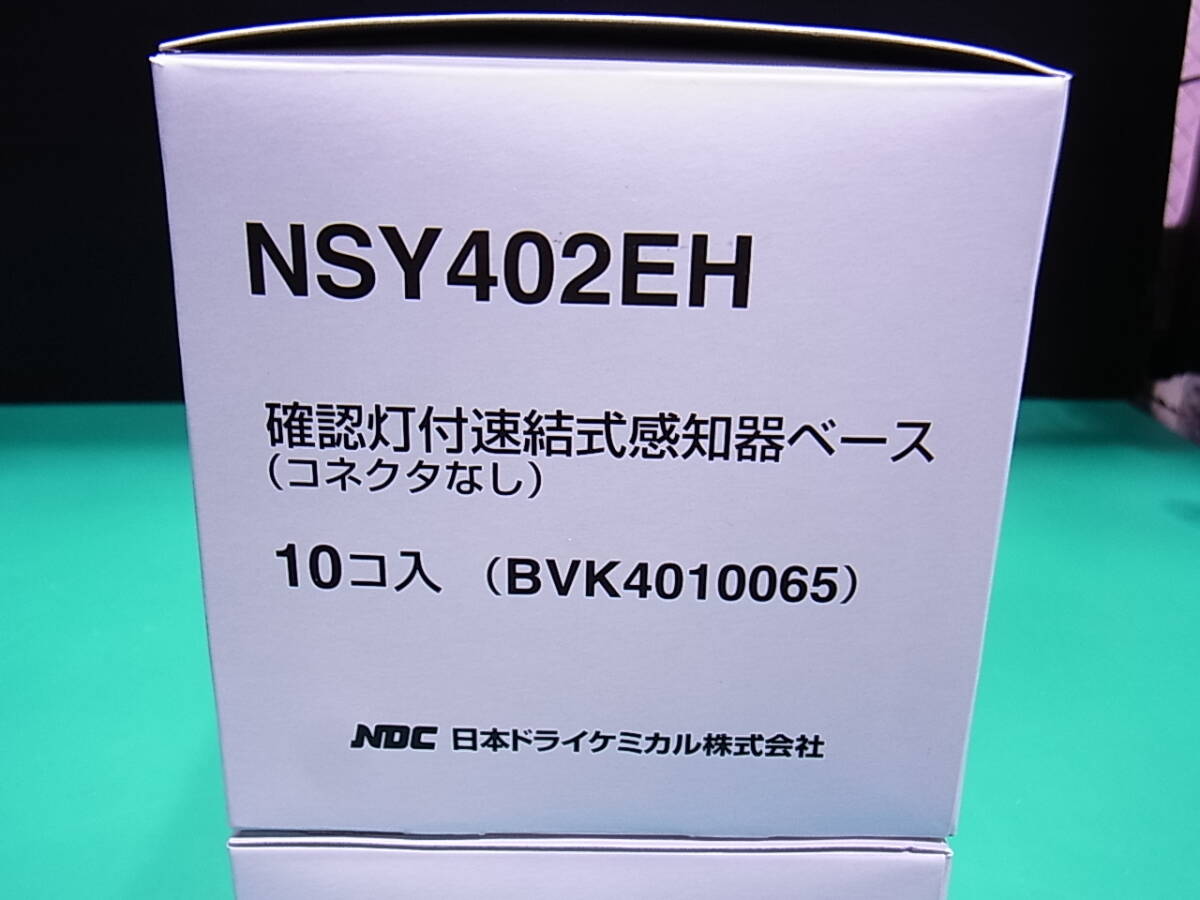 NSY402EH
確認灯付速結式感知器ベース
（コネクタなし）
10コ入（BVK4010065）
NDC 日本ドライケミカル株式会社